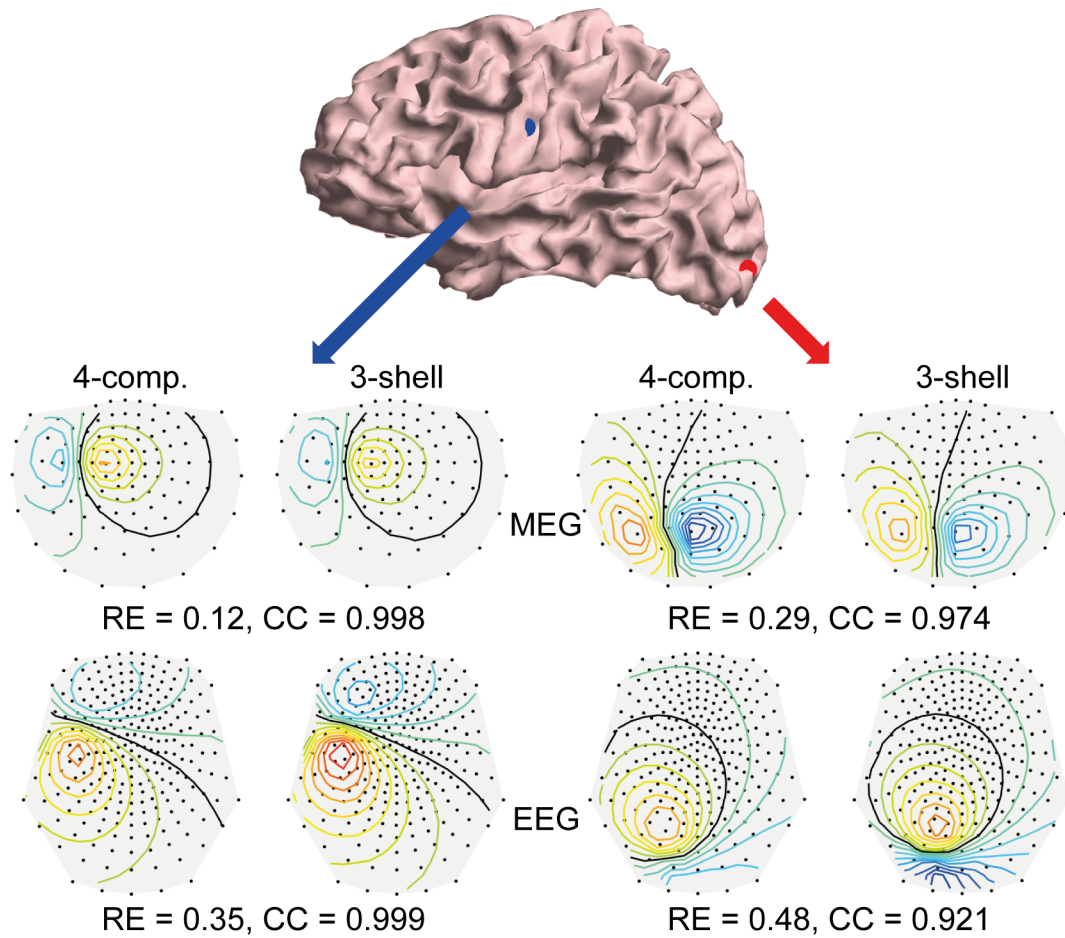 4-comp. 3-shell 4-comp. 3-shell
MEG
RE = 0.12, CC = 0.998 RE = 0.29, CC = 0.974
EEG
RE = 0.35, CC = 0.999 RE = 0.48, CC = 0.921